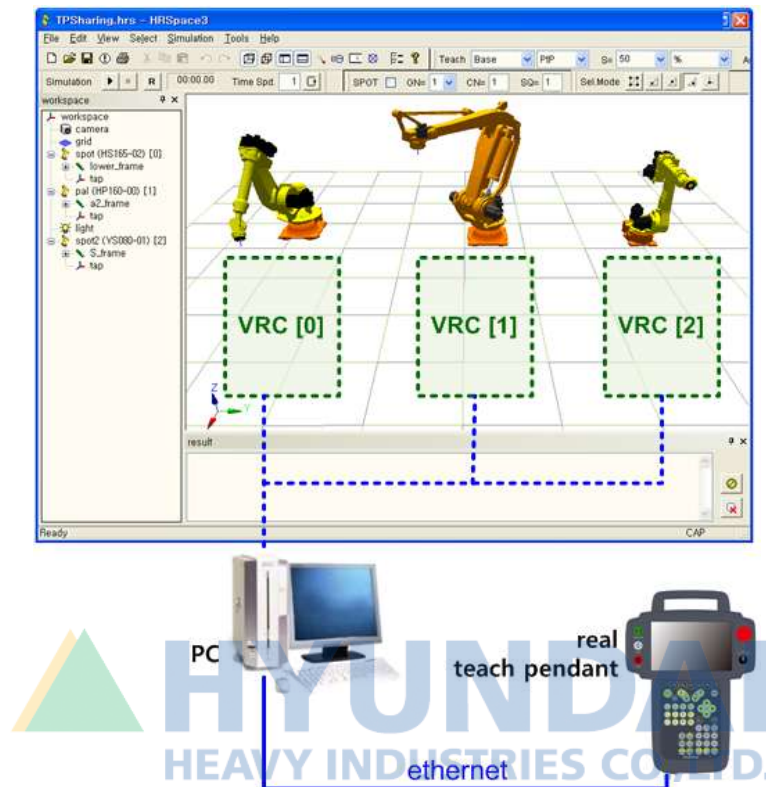 TPSharing.hrs - HRSpace3
File Edit View Select Simulation Tools Help
Teach Base PtP S= 50 %
Simulation R 00:00.00 Time Spd. 1 SPOT GN= 1 CN= 1 SQ= 1 Sel.Mode
workspace
workspace
camera
grid
spot (HS165-02) [0]
lower_frame
tap
pal (HP160-00) [1]
a2_frame
tap
light
spot2 (VS080-01) [2]
S_frame
tap
VRC [0] VRC [1] VRC [2]
Z
Y
result
Ready CAP
PC
real
teach pendant
HYUNDAI
HEAVY INDUSTRIES CO.,LTD.
ethernet